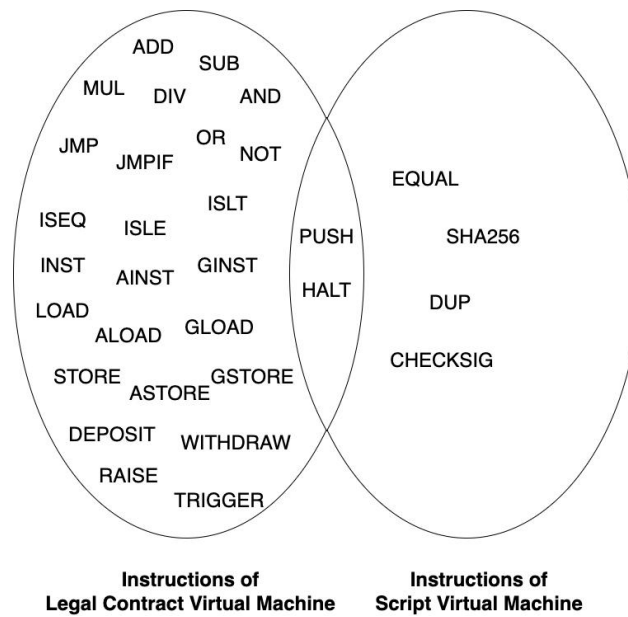 ADD
SUB
MUL
DIV
AND
OR
JMP
JMPIF
NOT
ISLT
ISEQ
ISLE
INST
AINST
GINST
LOAD
ALOAD
GLOAD
STORE
ASTORE
GSTORE
DEPOSIT
WITHDRAW
RAISE
TRIGGER
PUSH
HALT
EQUAL
SHA256
DUP
CHECKSIG
Instructions of
Legal Contract Virtual Machine
Instructions of
Script Virtual Machine